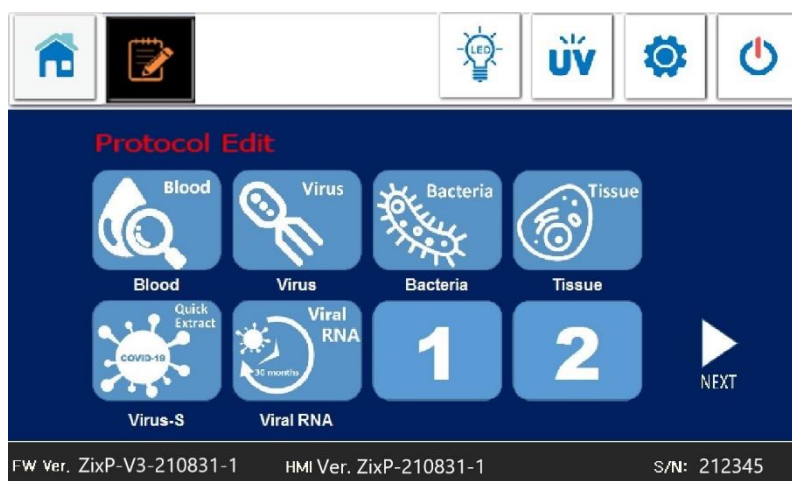 LED
UV
Protocol Edit
Blood
Virus
Bacteria
Tissue
Blood
Virus
Bacteria
Tissue
Quick
Extract
COVID-19
Viral
RNA
30 months
1
2
NEXT
Virus-S
Viral RNA
FW Ver. ZixP-V3-210831-1
HMI Ver. ZixP-210831-1
S/N: 212345